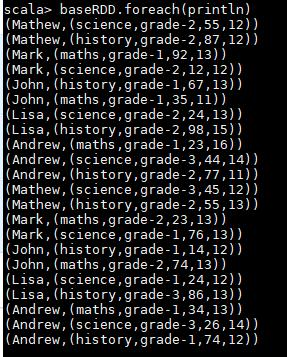 scala> baseRDD.foreach(println)
(Mathew,(science,grade-2,55,12))
(Mathew,(history,grade-2,87,12))
(Mark,(maths,grade-1,92,13))
(Mark,(science,grade-2,12,12))
(John,(history,grade-1,67,13))
(John,(maths,grade-1,35,11))
(Lisa,(science,grade-2,24,13))
(Lisa,(history,grade-2,98,15))
(Andrew,(maths,grade-1,23,16))
(Andrew,(science,grade-3,44,14))
(Andrew,(history,grade-2,77,11))
(Mathew,(science,grade-3,45,12))
(Mathew,(history,grade-2,55,13))
(Mark,(maths,grade-2,23,13))
(Mark,(science,grade-1,76,13))
(John,(history,grade-1,14,12))
(John,(maths,grade-2,74,13))
(Lisa,(science,grade-1,24,12))
(Lisa,(history,grade-3,86,13))
(Andrew,(maths,grade-1,34,13))
(Andrew,(science,grade-3,26,14))
(Andrew,(history,grade-1,74,12))